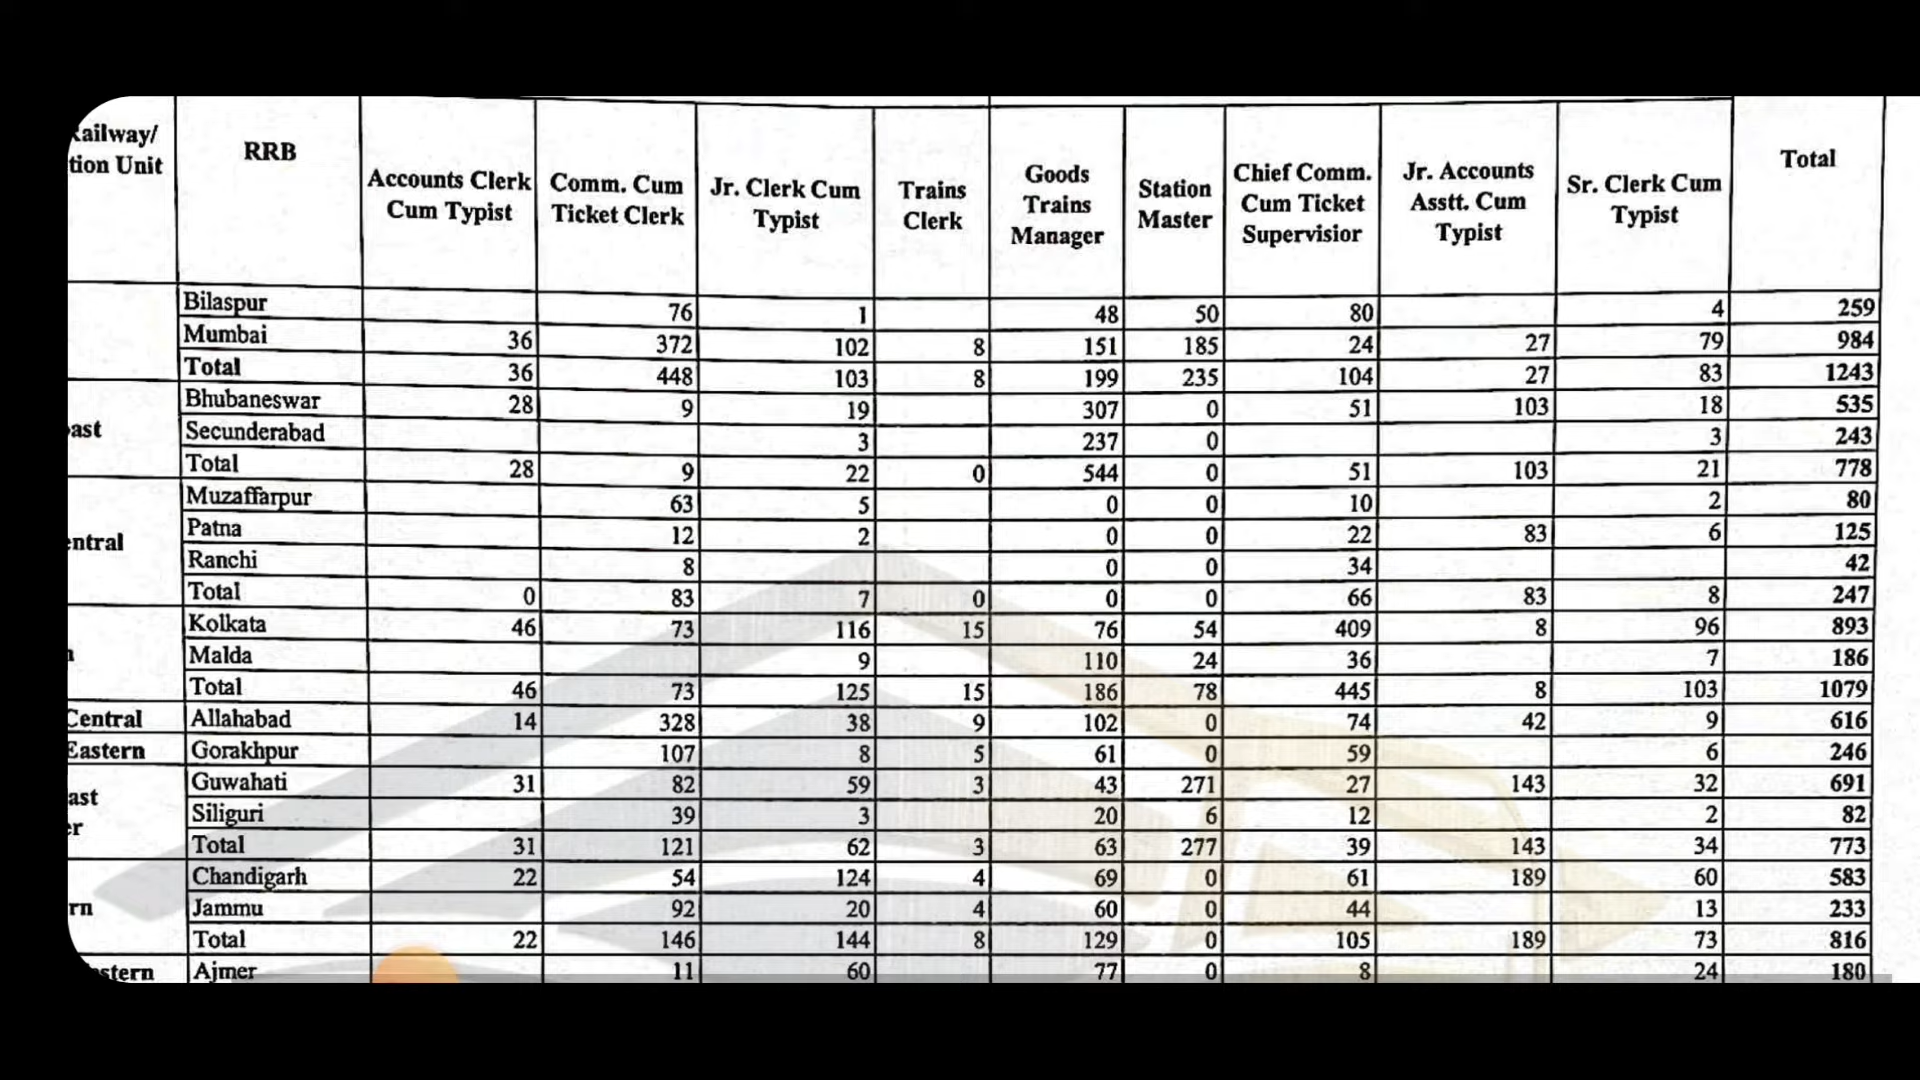 Railway/
tion Unit
RRB
Accounts Clerk
Cum Typist
Comm. Cum
Ticket Clerk
Jr. Clerk Cum
Typist
Trains
Clerk
Goods
Trains
Manager
Station
Master
Chief Comm.
Cum Ticket
Supervisior
Jr. Accounts
Asstt. Cum
Typist
Sr. Clerk Cum
Typist
Total
Bilaspur 76 1 48 50 80 4 259
Mumbai 36 372 102 8 151 185 24 27 79 984
Total 36 448 103 8 199 235 104 27 83 1243
Bhubaneswar 28 9 19 307 0 51 103 18 535
ast
Secunderabad 3 237 0 3 243
Total 28 9 22 0 544 0 51 103 21 778
Muzaffarpur 63 5 0 0 10 2 80
entral
Patna 12 2 0 0 22 83 6 125
Ranchi 8 0 0 34 42
Total 0 83 7 0 0 0 66 83 8 247
Kolkata 46 73 116 15 76 54 409 8 96 893
n
Malda 9 110 24 36 7 186
Total 46 73 125 15 186 78 445 8 103 1079
Central Allahabad 14 328 38 9 102 0 74 42 9 616
Eastern Gorakhpur 107 8 5 61 0 59 6 246
Guwahati 31 82 59 3 43 271 27 143 32 691
ast
er
Siliguri 39 3 20 6 12 2 82
Total 31 121 62 3 63 277 39 143 34 773
Chandigarh 22 54 124 4 69 0 61 189 60 583
rn Jammu 92 20 4 60 0 44 13 233
Total 22 146 144 8 129 0 105 189 73 816
estern Ajmer 11 60 77 0 8 24 180